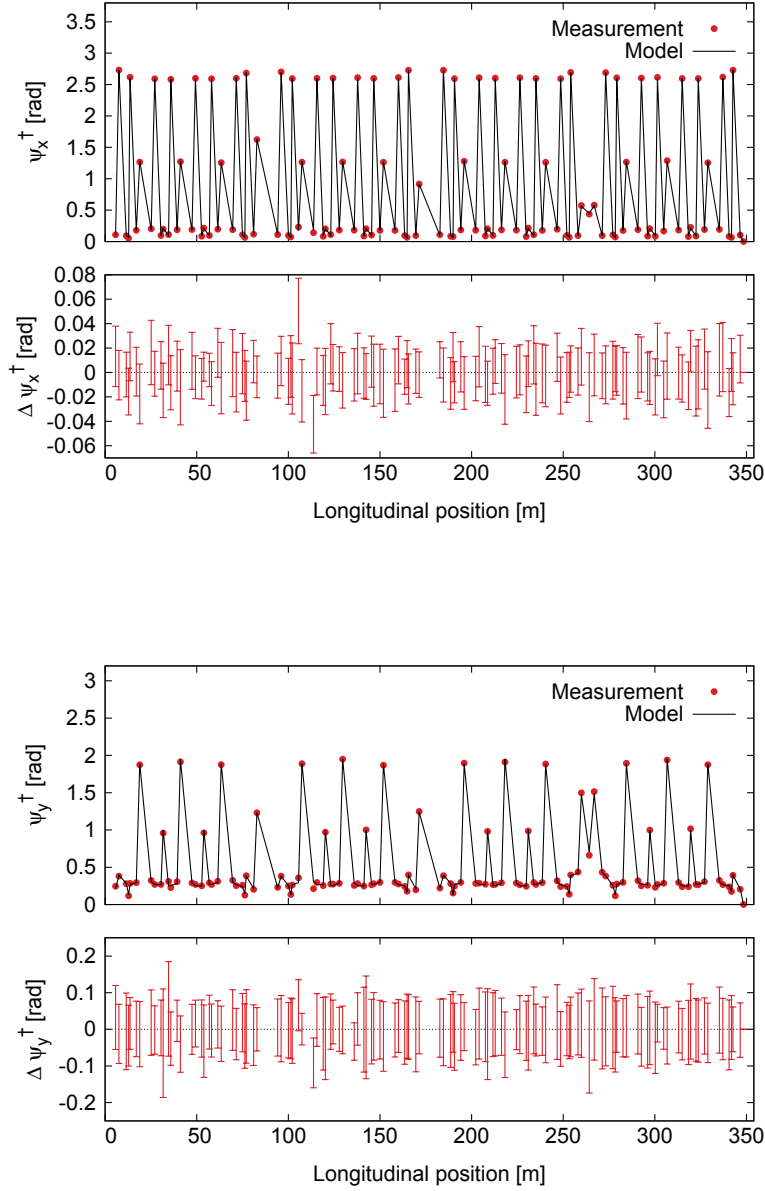 Measurement
Model
ψx† [rad]
3.5
3
2.5
2
1.5
1
0.5
0
Δ ψx† [rad]
0.08
0.06
0.04
0.02
0
-0.02
-0.04
-0.06
0 50 100 150 200 250 300 350
Longitudinal position [m]
Measurement
Model
ψy† [rad]
3
2.5
2
1.5
1
0.5
0
Δ ψy† [rad]
0.2
0.1
0
-0.1
-0.2
0 50 100 150 200 250 300 350
Longitudinal position [m]